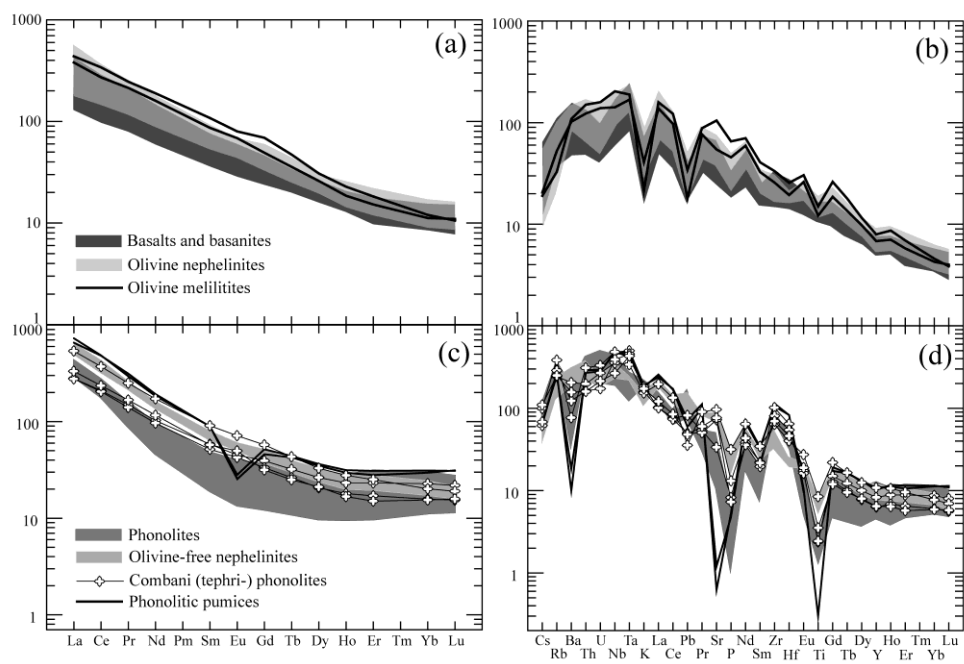 1000
100
10
1
(a)
Basalts and basanites
Olivine nephelinites
Olivine melilitites
1000
100
10
1
(b)
1000
100
10
1
(c)
Phonolites
Olivine-free nephelinites
Combani (tephri-) phonolites
Phonolitic pumices
La Ce Pr Nd Pm Sm Eu Gd Tb Dy Ho Er Tm Yb Lu
1000
100
10
1
(d)
Cs Ba U Ta La Pb Sr Nd Zr Eu Gd Dy Ho Tm Lu
Rb Th Nb K Ce Pr P Sm Hf Ti Tb Y Er Yb